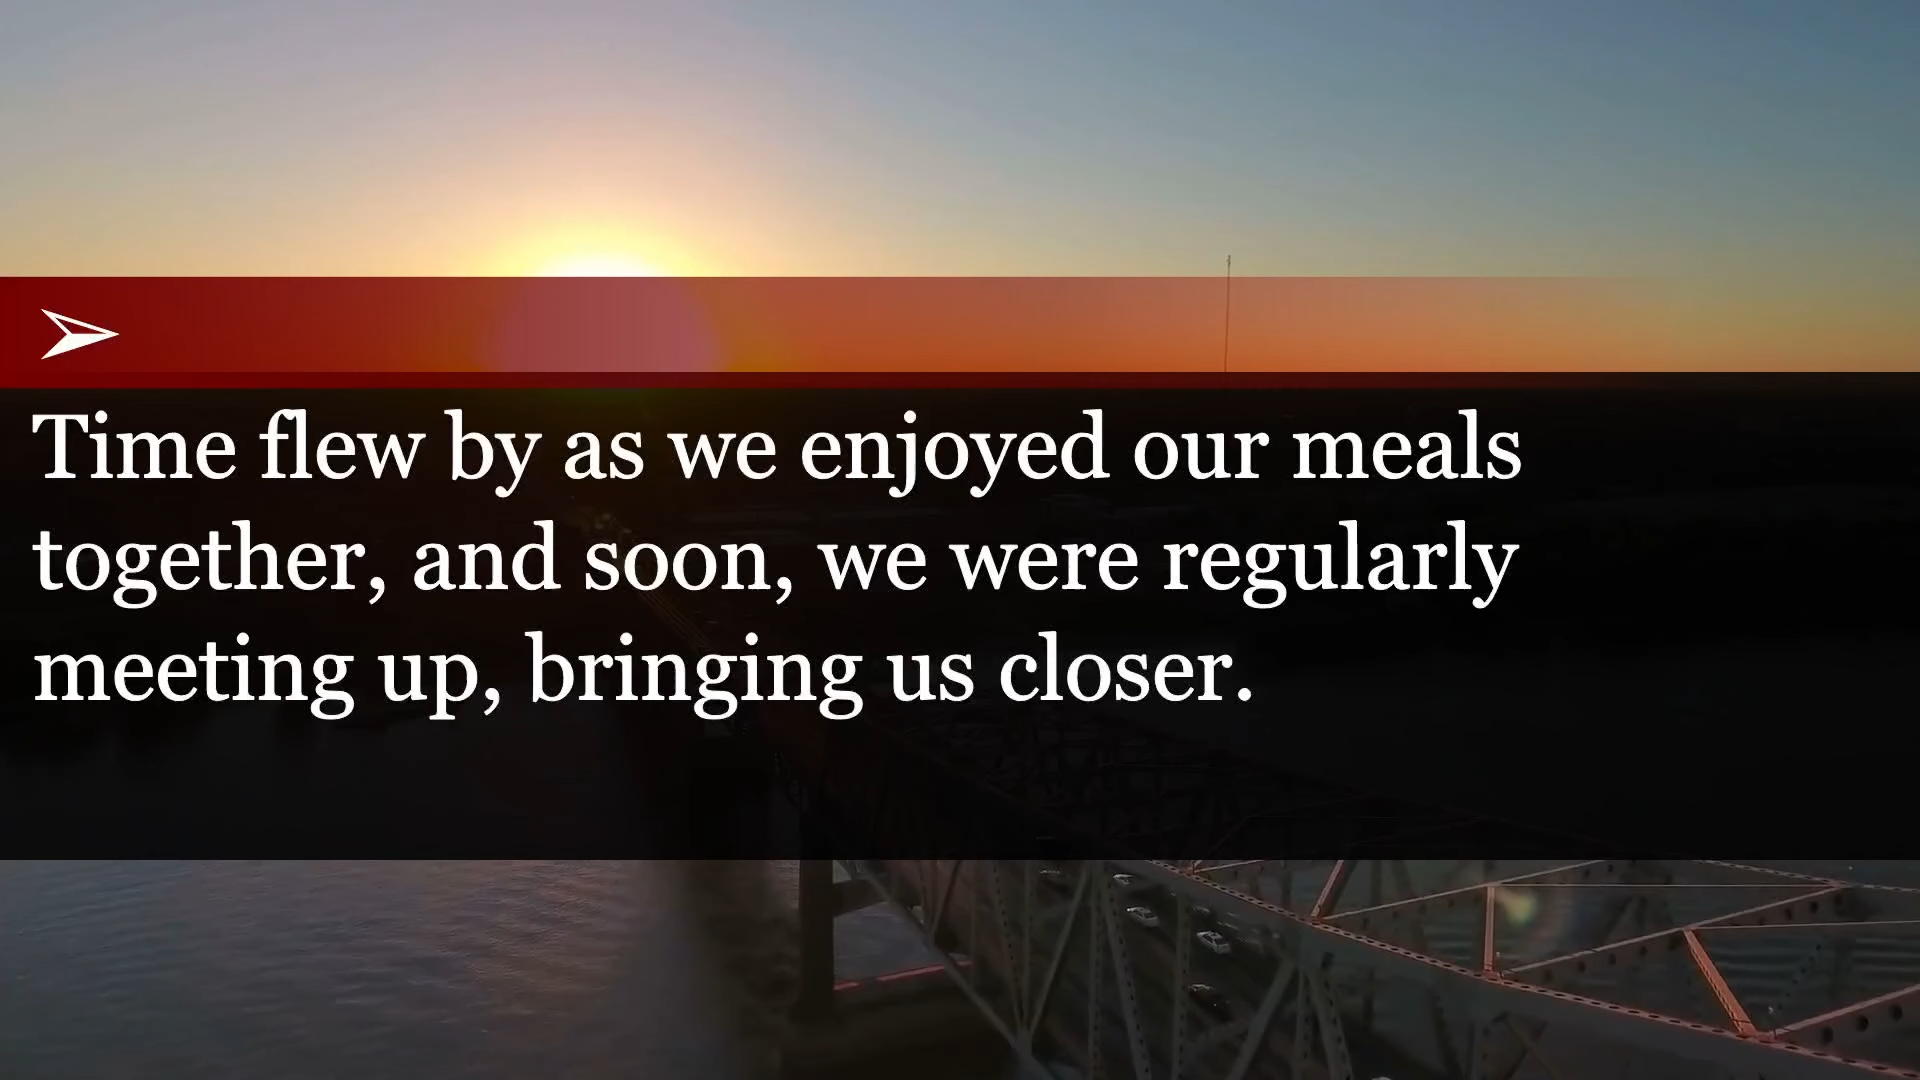 Time flew by as we enjoyed our meals
together, and soon, we were regularly
meeting up, bringing us closer.